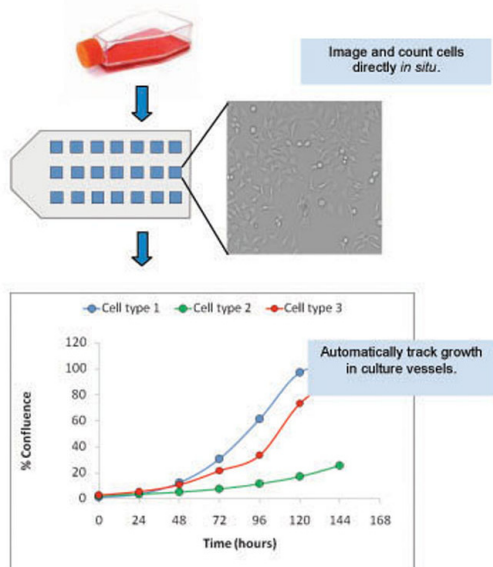 Image and count cells
directly in situ.
Cell type 1 Cell type 2 Cell type 3
Automatically track growth
in culture vessels.
% Confluence
120
100
80
60
40
20
0
0 24 48 72 96 120 144 168
Time (hours)